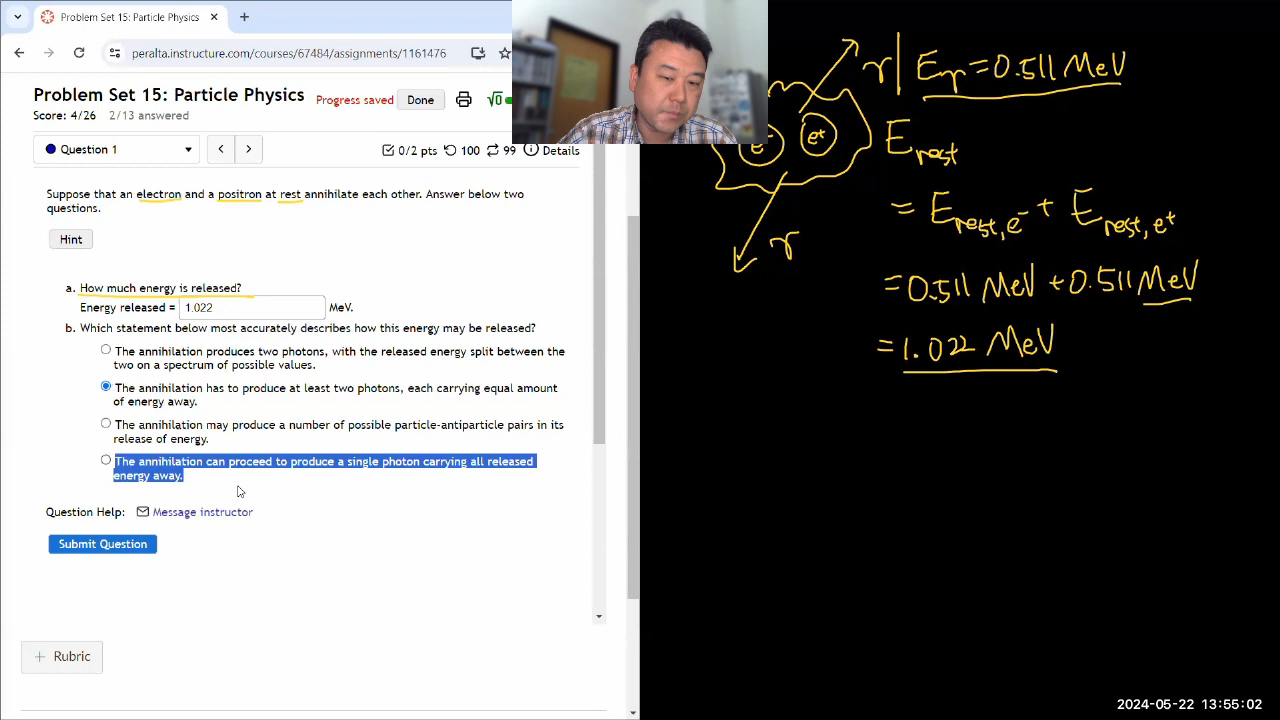 Problem Set 15: Particle Physics
peralta.instructure.com/courses/67484/assignments/1161476
Problem Set 15: Particle Physics
Progress saved
Done
√0
Score: 4/26
2/13 answered
Question 1
0/2 pts
100
99
Details
Suppose that an electron and a positron at rest annihilate each other. Answer below two
questions.
Hint
a. How much energy is released?
Energy released = 1.022 MeV.
b. Which statement below most accurately describes how this energy may be released?
The annihilation produces two photons, with the released energy split between the
two on a spectrum of possible values.
The annihilation has to produce at least two photons, each carrying equal amount
of energy away.
The annihilation may produce a number of possible particle-antiparticle pairs in its
release of energy.
The annihilation can proceed to produce a single photon carrying all released
energy away.
Question Help:
Message instructor
Submit Question
+ Rubric
γ | Eγ = 0.511 MeV
e⁻ e⁺
E rest
= E rest, e⁻ + E rest, e⁺
γ
= 0.511 MeV + 0.511 MeV
= 1.022 MeV
2024-05-22 13:55:02